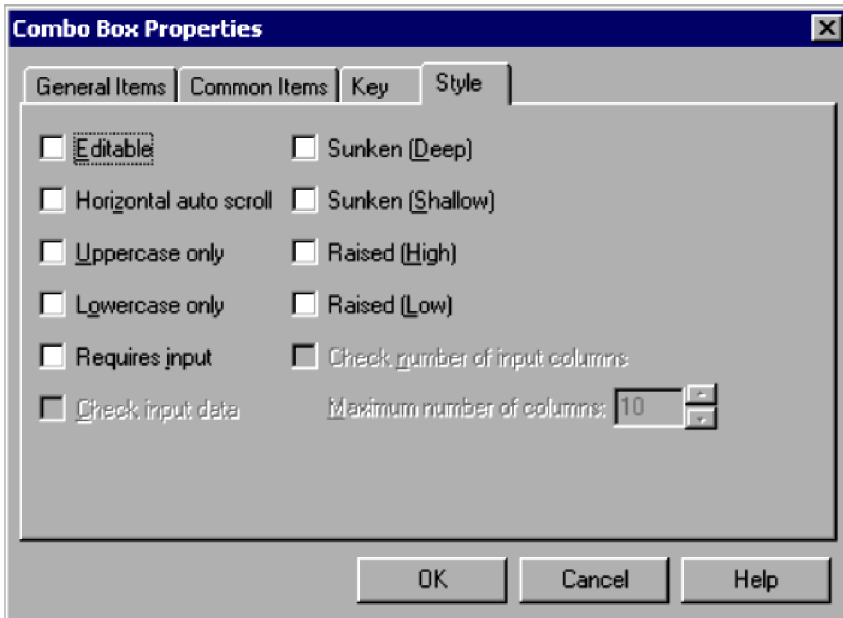 Combo Box Properties
General Items Common Items Key Style
Editable Sunken (Deep)
Horizontal auto scroll Sunken (Shallow)
Uppercase only Raised (High)
Lowercase only Raised (Low)
Requires input Check number of input columns
Check input data Maximum number of columns: 10
OK Cancel Help